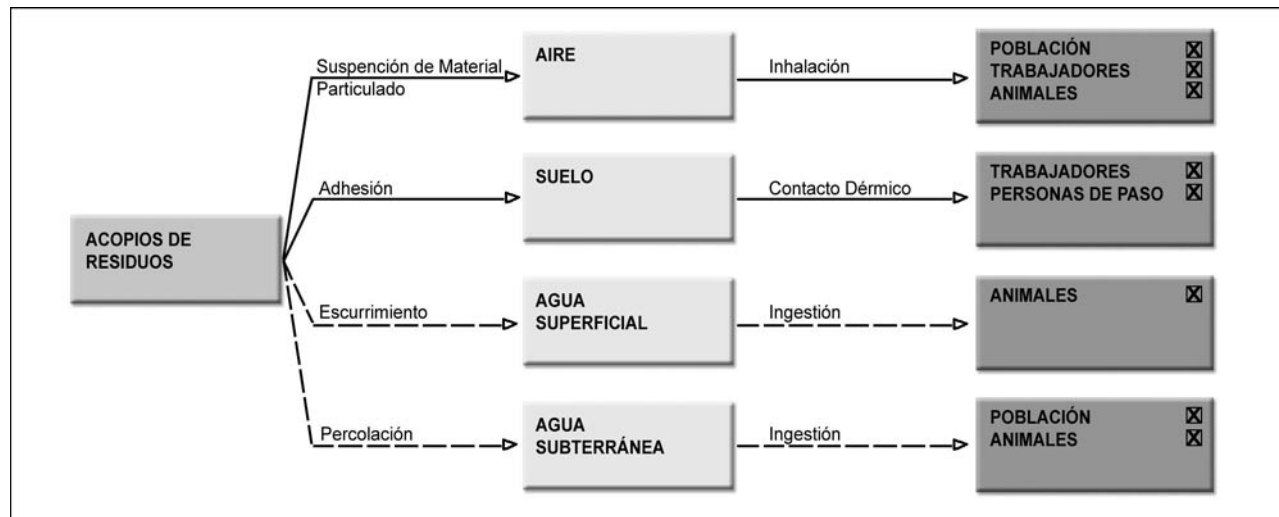 ACOPIOS DE
RESIDUOS
Suspención de Material
Particulado
AIRE
Inhalación
POBLACIÓN
TRABAJADORES
ANIMALES
Adhesión
SUELO
Contacto Dérmico
TRABAJADORES
PERSONAS DE PASO
Escurrimiento
AGUA
SUPERFICIAL
Ingestión
ANIMALES
Percolación
AGUA
SUBTERRÁNEA
Ingestión
POBLACIÓN
ANIMALES